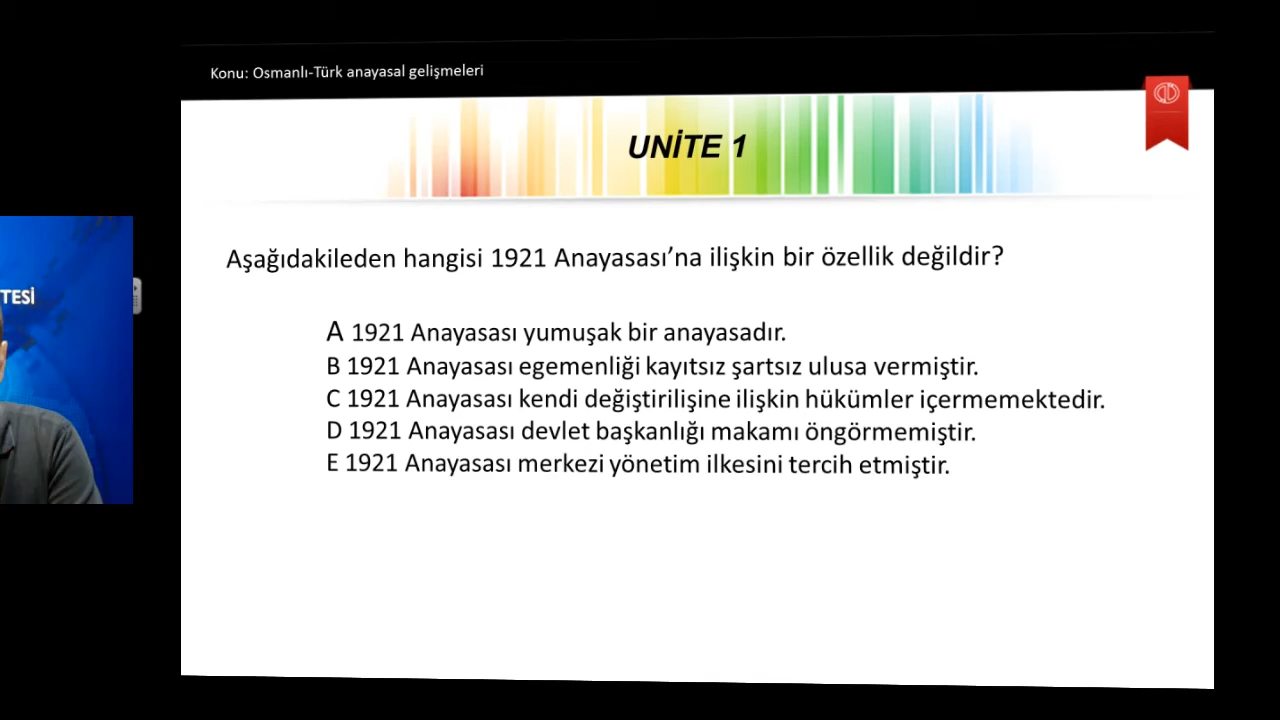 Konu: Osmanlı-Türk anayasal gelişmeleri
UNİTE 1
TESİ
Aşağıdakileden hangisi 1921 Anayasası’na ilişkin bir özellik değildir?
A 1921 Anayasası yumuşak bir anayasadır.
B 1921 Anayasası egemenliği kayıtsız şartsız ulusa vermiştir.
C 1921 Anayasası kendi değiştirilişine ilişkin hükümler içermemektedir.
D 1921 Anayasası devlet başkanlığı makamı öngörmemiştir.
E 1921 Anayasası merkezi yönetim ilkesini tercih etmiştir.